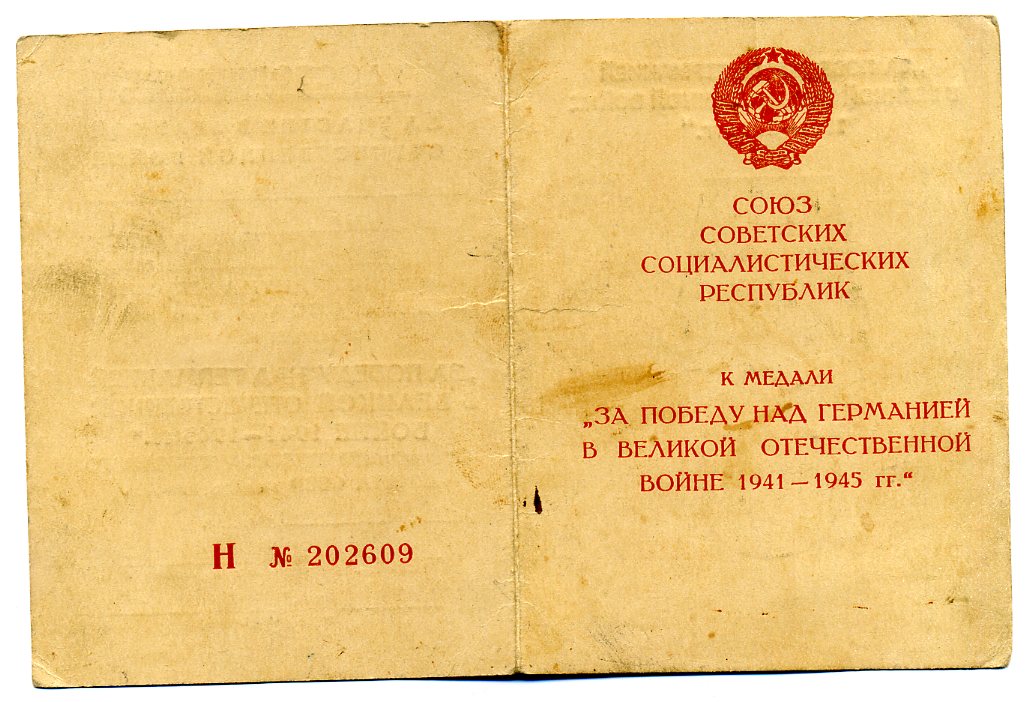 Н № 202609
СОЮЗ
СОВЕТСКИХ
СОЦИАЛИСТИЧЕСКИХ
РЕСПУБЛИК
К МЕДАЛИ
„ЗА ПОБЕДУ НАД ГЕРМАНИЕЙ
В ВЕЛИКОЙ ОТЕЧЕСТВЕННОЙ
ВОЙНЕ 1941 — 1945 гг.“